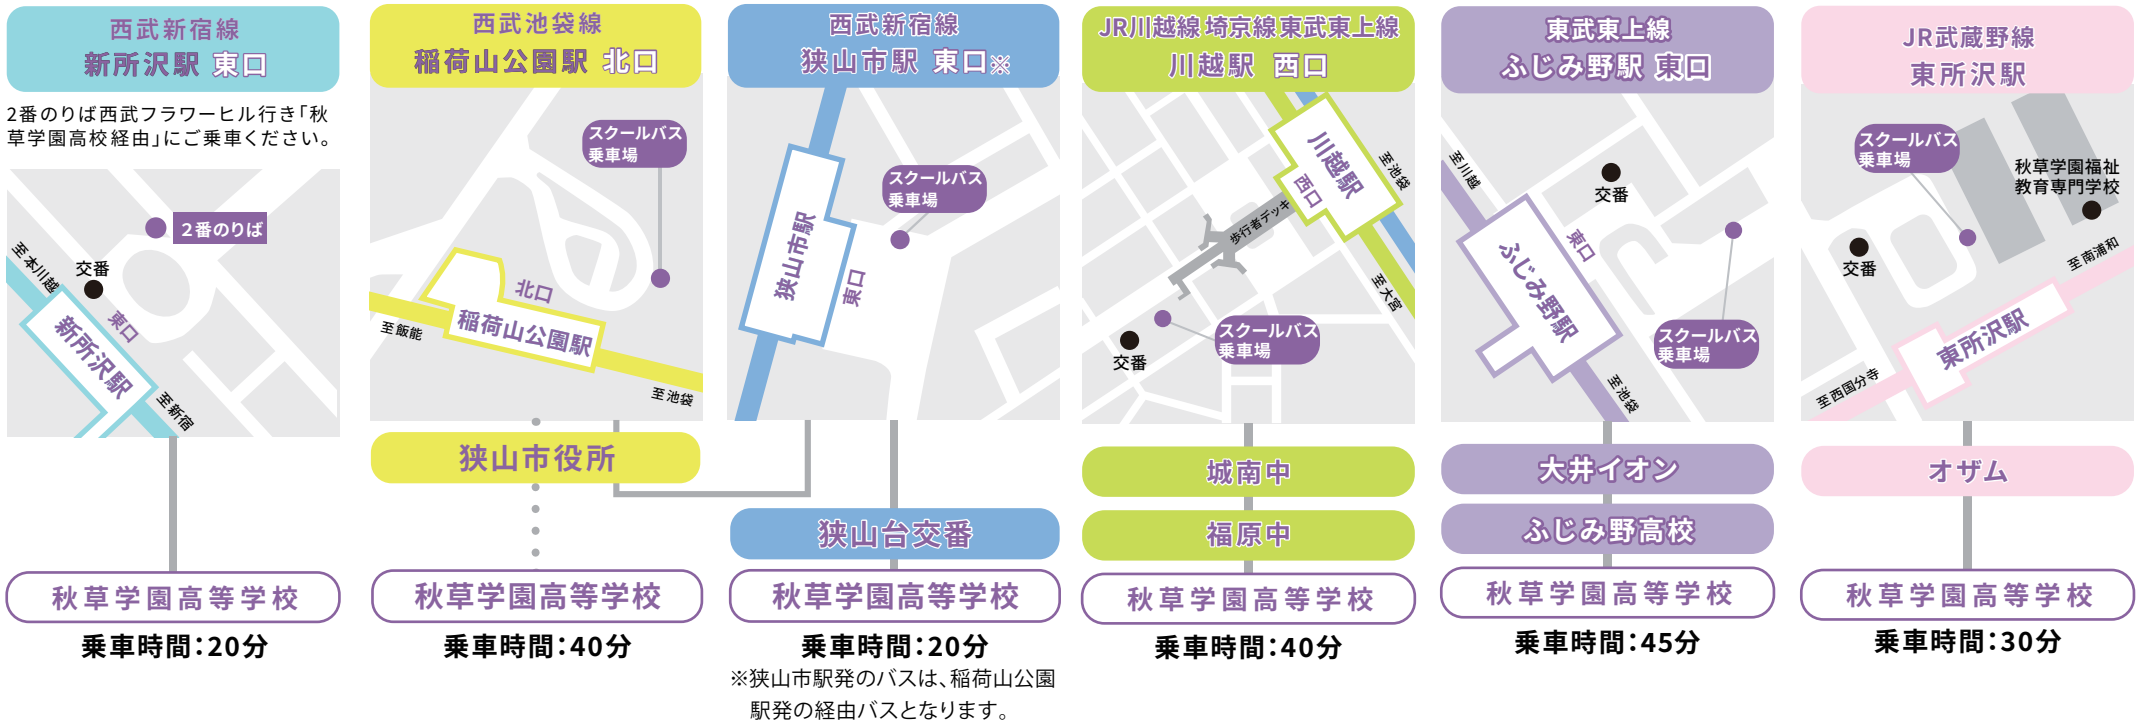 西武新宿線
新所沢駅 東口
2番のりば西武フラワーヒル行き「秋
草学園高校経由」にご乗車ください。
2番のりば
至本川越
交番
東口
新所沢駅
至新宿
秋草学園高等学校
乗車時間：20分
西武池袋線
稲荷山公園駅 北口
スクールバス
乗車場
北口
稲荷山公園駅
至飯能
至池袋
狭山市役所
秋草学園高等学校
乗車時間：40分
西武新宿線
狭山市駅 東口※
スクールバス
乗車場
狭山市駅
東口
狭山台交番
秋草学園高等学校
乗車時間：20分
※狭山市駅発のバスは、稲荷山公園
駅発の経由バスとなります。
JR川越線 埼京線 東武東上線
川越駅 西口
川越駅
西口
至池袋
歩行者デッキ
至大宮
スクールバス
乗車場
交番
城南中
福原中
秋草学園高等学校
乗車時間：40分
東武東上線
ふじみ野駅 東口
至川越
交番
東口
ふじみ野駅
スクールバス
乗車場
至池袋
大井イオン
ふじみ野高校
秋草学園高等学校
乗車時間：45分
JR武蔵野線
東所沢駅
スクールバス
乗車場
秋草学園福祉
教育専門学校
交番
至南浦和
東所沢駅
至西国分寺
オザム
秋草学園高等学校
乗車時間：30分